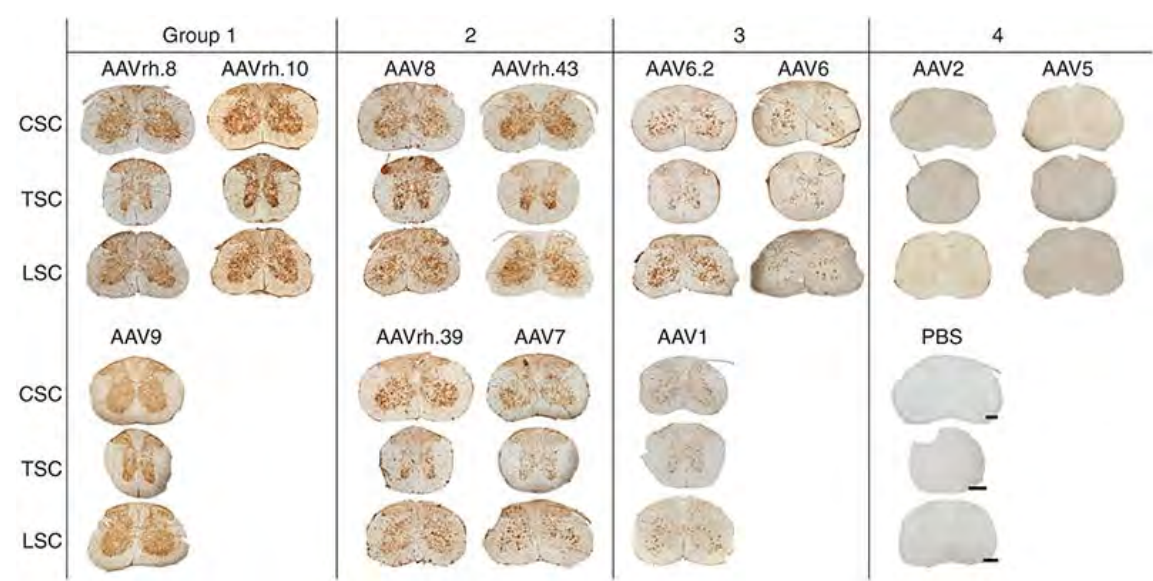 Group 1 2 3 4
AAVrh.8 AAVrh.10 AAV8 AAVrh.43 AAV6.2 AAV6 AAV2 AAV5
CSC
TSC
LSC
AAV9 AAVrh.39 AAV7 AAV1 PBS
CSC
TSC
LSC